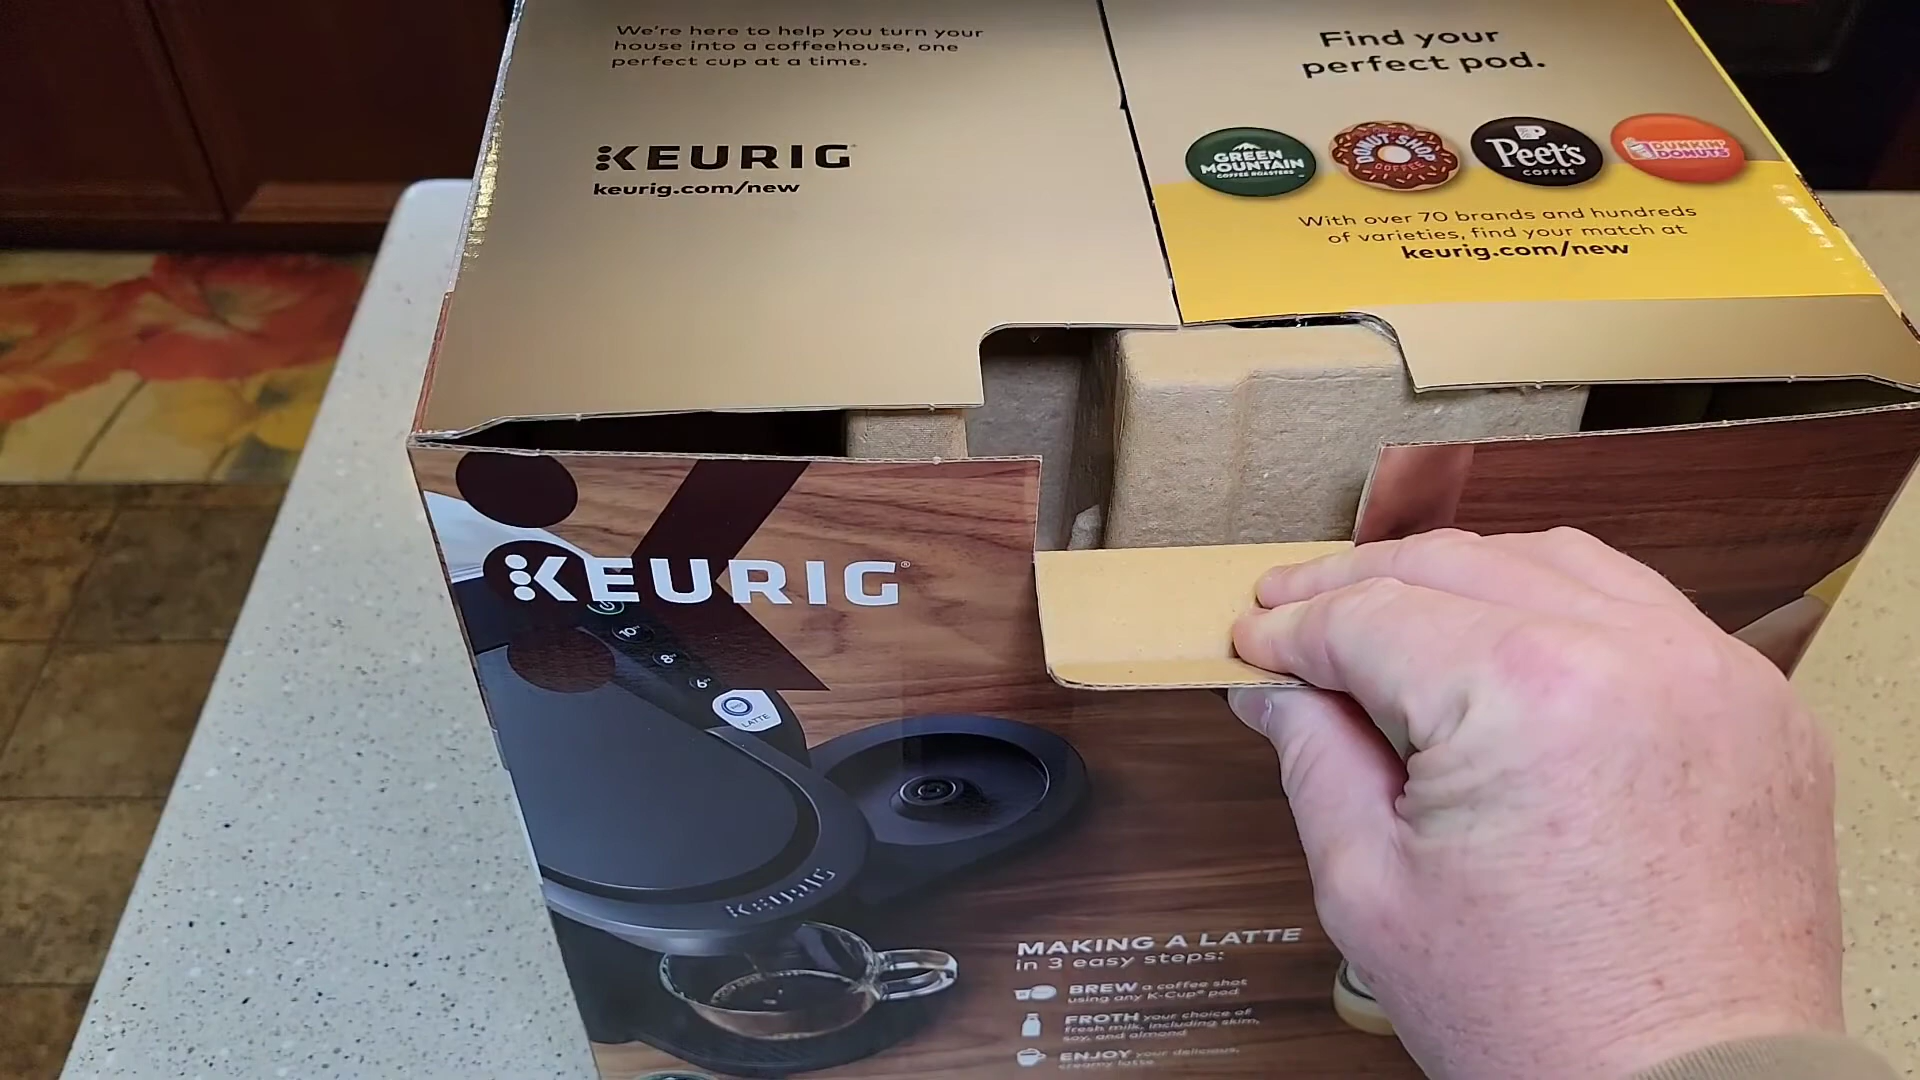 We're here to help you turn your
house into a coffeehouse, one
perfect cup at a time.
KEURIG
keurig.com/new
Find your
perfect pod.
GREEN
MOUNTAIN
COFFEE ROASTERS
DONUT SHOP
COFFEE
Peet's
COFFEE
DUNKIN'
DONUTS
With over 70 brands and hundreds
of varieties, find your match at
keurig.com/new
KEURIG®
10oz
8oz
6oz
SHOT
LATTE
KEURIG
MAKING A LATTE
in 3 easy steps:
BREW a coffee shot
using any K-Cup® pod
FROTH your choice of
fresh milk, including skim,
soy, and almond
ENJOY your delicious,
creamy latte